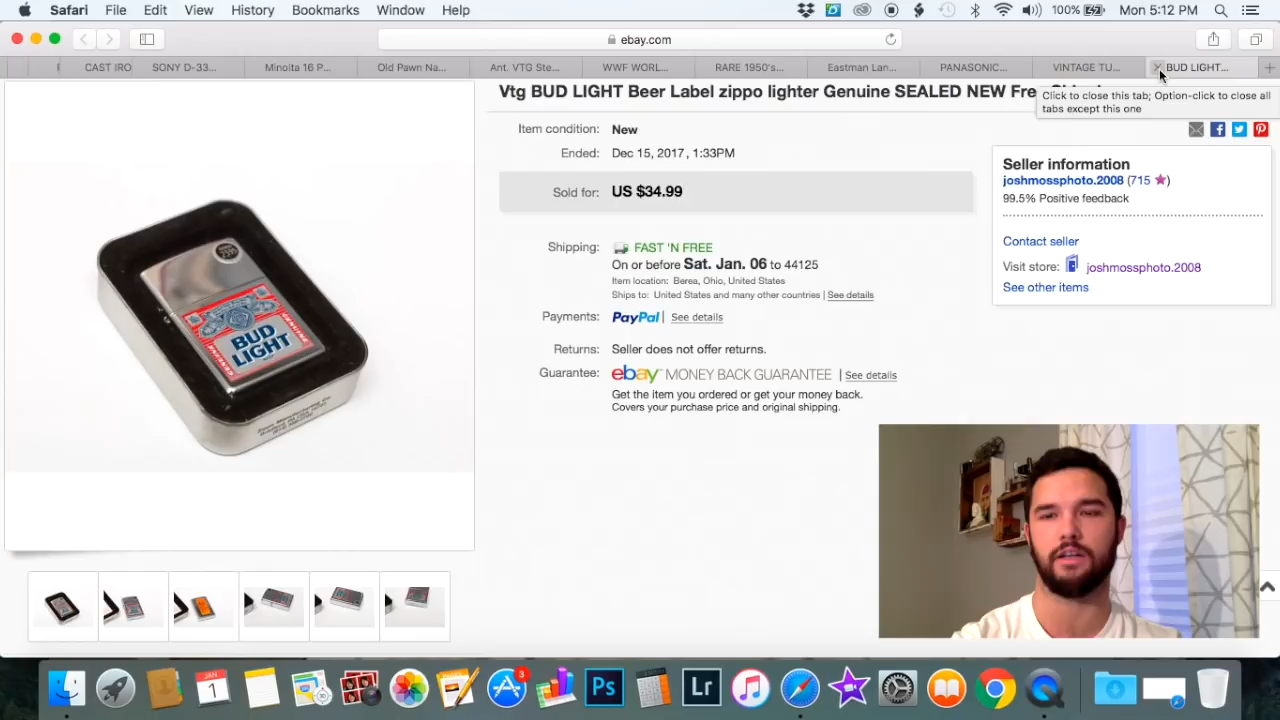 Safari File Edit View History Bookmarks Window Help 100% Mon 5:12 PM
ebay.com
CAST IRO SONY D-33... Minolta 16 P... Old Pawn Na... Ant. VTG Ste... WWF WORL... RARE 1950's... Eastman Lan... PANASONIC... VINTAGE TU... BUD LIGHT...
Vtg BUD LIGHT Beer Label zippo lighter Genuine SEALED NEW Fre
Click to close this tab; Option-click to close all
tabs except this one
Item condition: New
Ended: Dec 15, 2017 , 1:33PM
Sold for: US $34.99
Shipping: FAST 'N FREE
On or before Sat. Jan. 06 to 44125
Item location: Berea, Ohio, United States
Ships to: United States and many other countries | See details
Payments: PayPal | See details
Returns: Seller does not offer returns.
Guarantee: ebay MONEY BACK GUARANTEE | See details
Get the item you ordered or get your money back.
Covers your purchase price and original shipping.
Seller information
joshmossphoto.2008 (715 )
99.5% Positive feedback
Contact seller
Visit store: joshmossphoto.2008
See other items
GENUINE
BUD
LIGHT
GENUINE
JAN
1
3
Ps
Lr